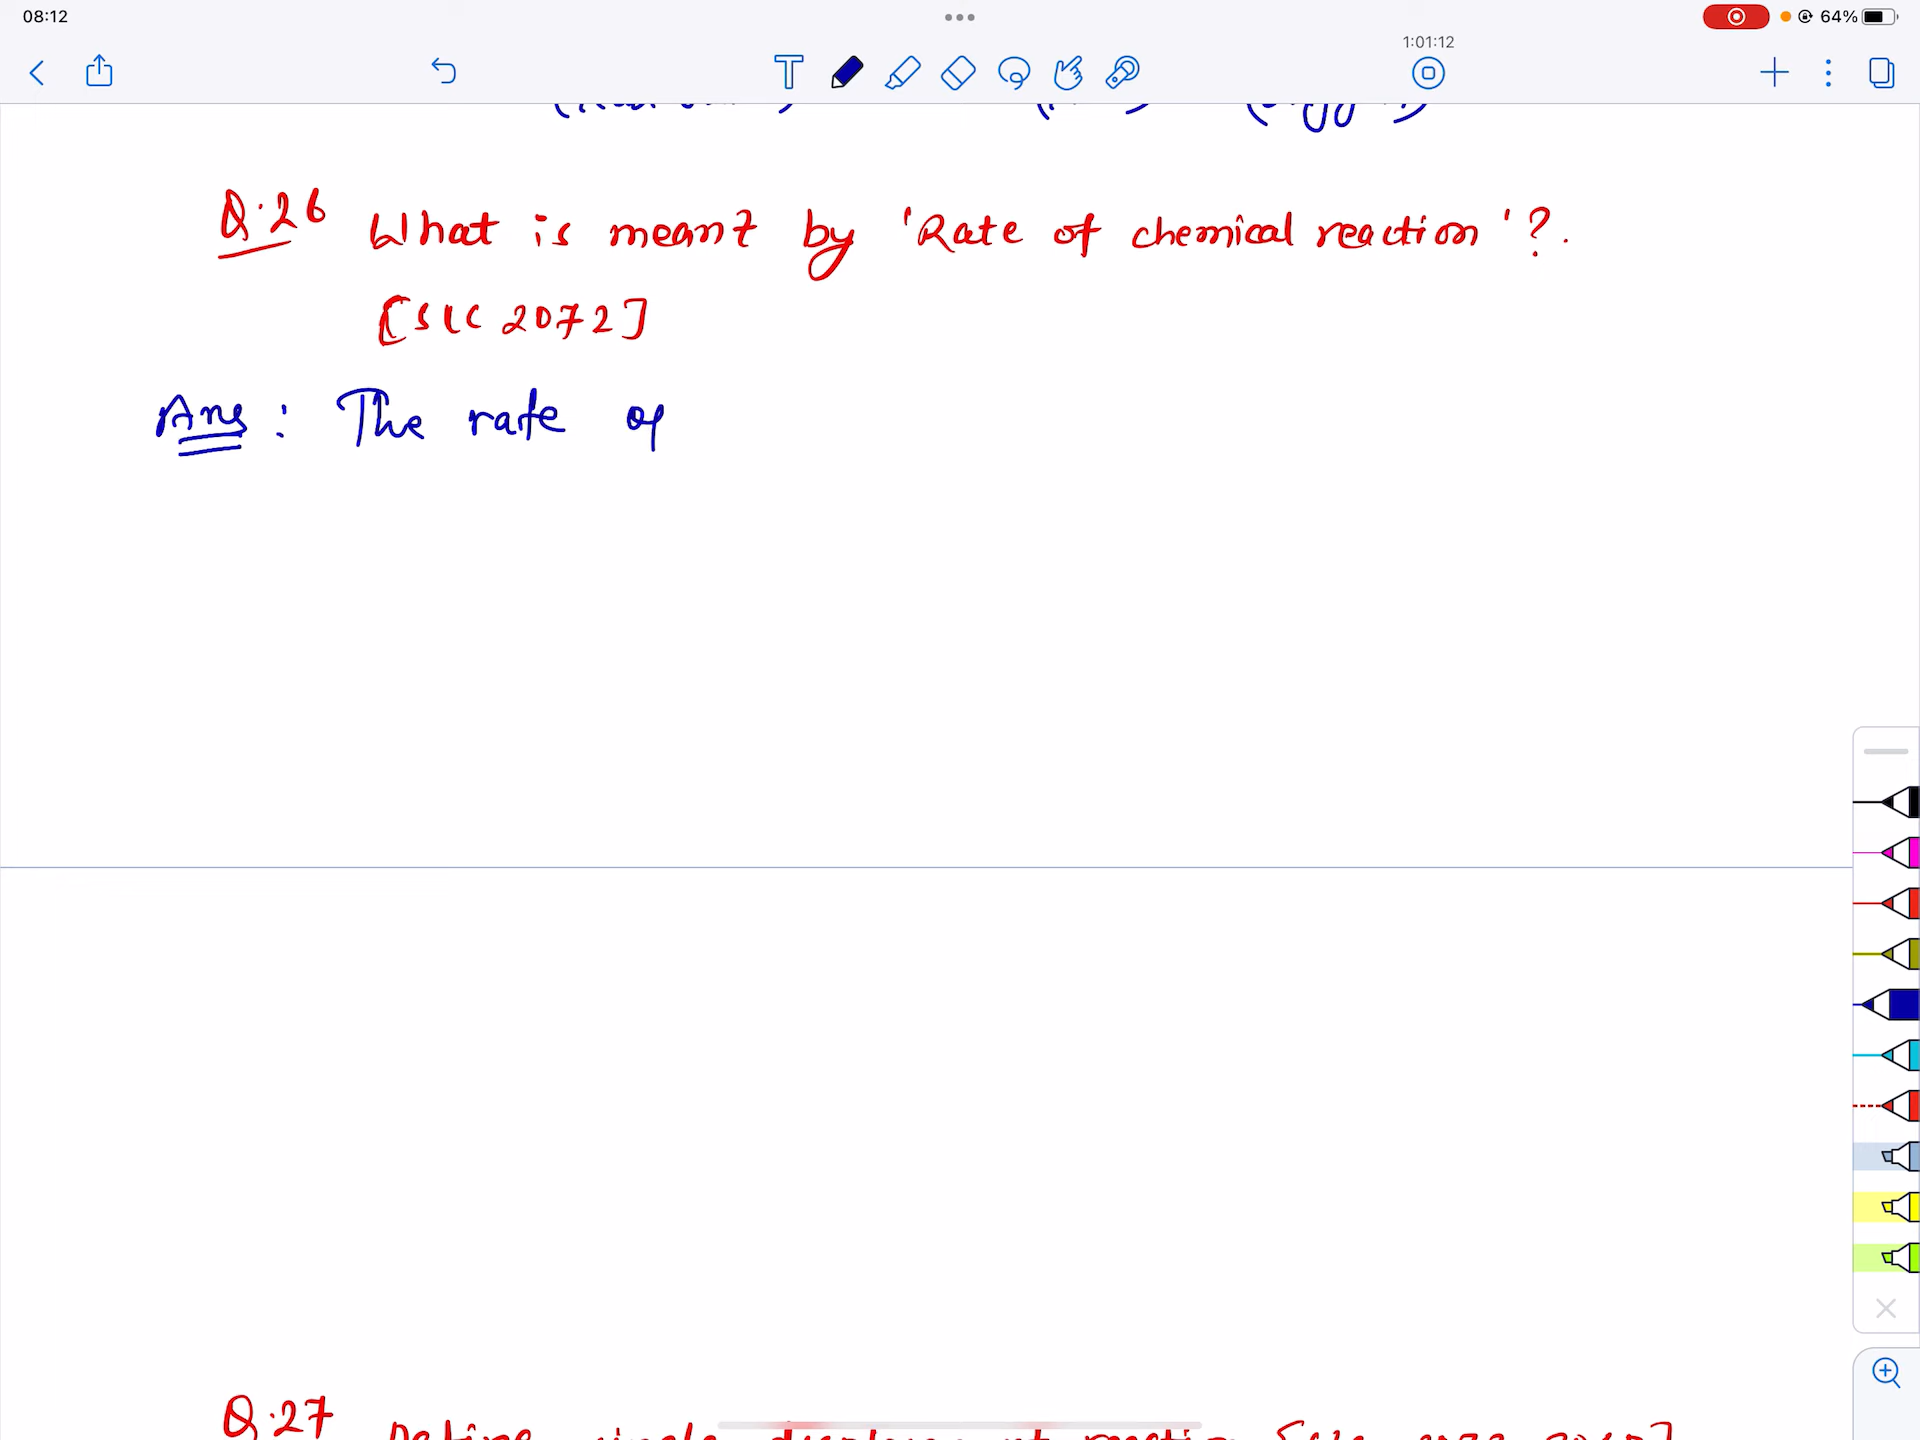 08:12
64%
1:01:12
Q.26 What is meant by 'Rate of chemical reaction'?.
[SLC 2072]
Ans: The rate of
Q.27